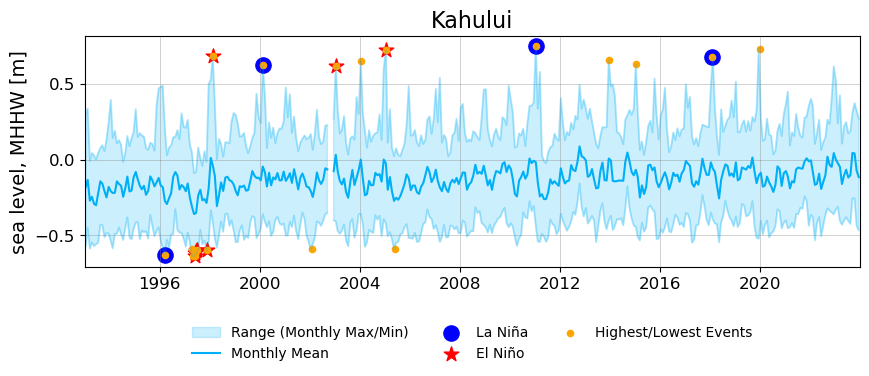 Kahului
sea level, MHHW [m]
0.5
0.0
−0.5
1996 2000 2004 2008 2012 2016 2020
Range (Monthly Max/Min) La Niña Highest/Lowest Events
Monthly Mean El Niño